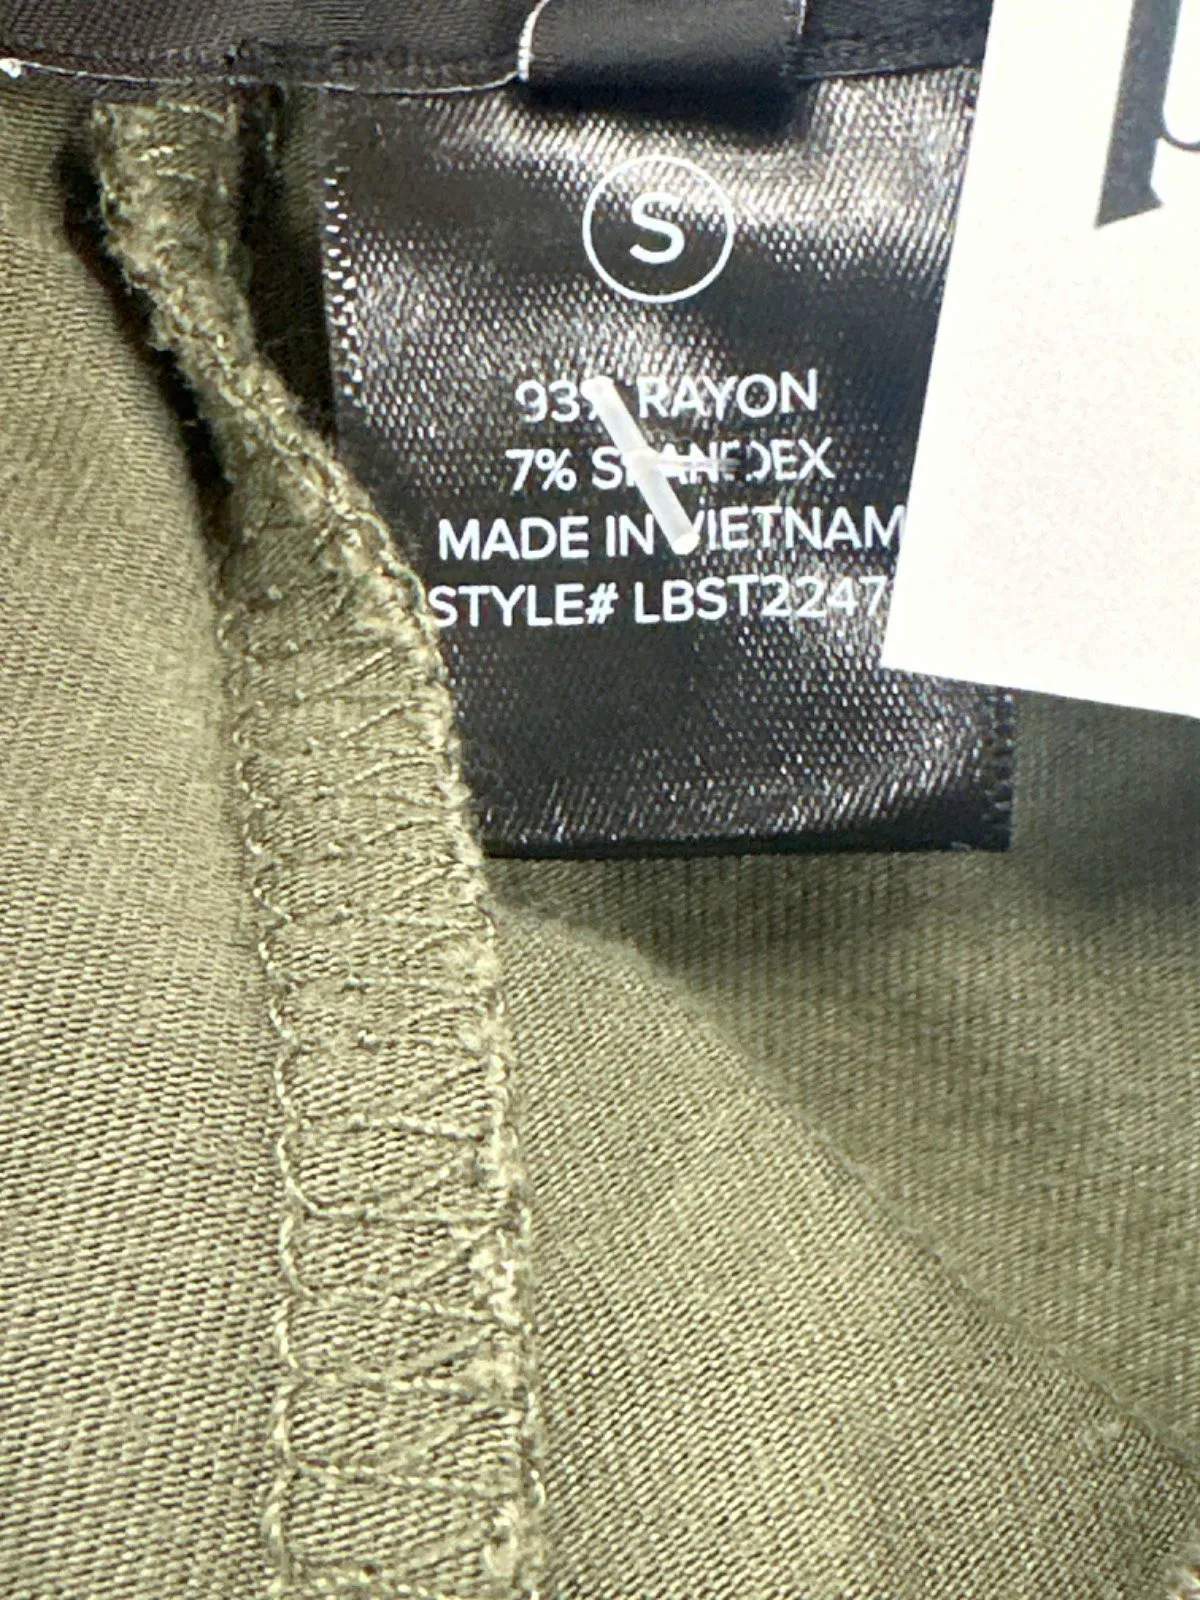 S
93% RAYON
7% SPANDEX
MADE IN VIETNAM
STYLE# LBST2247